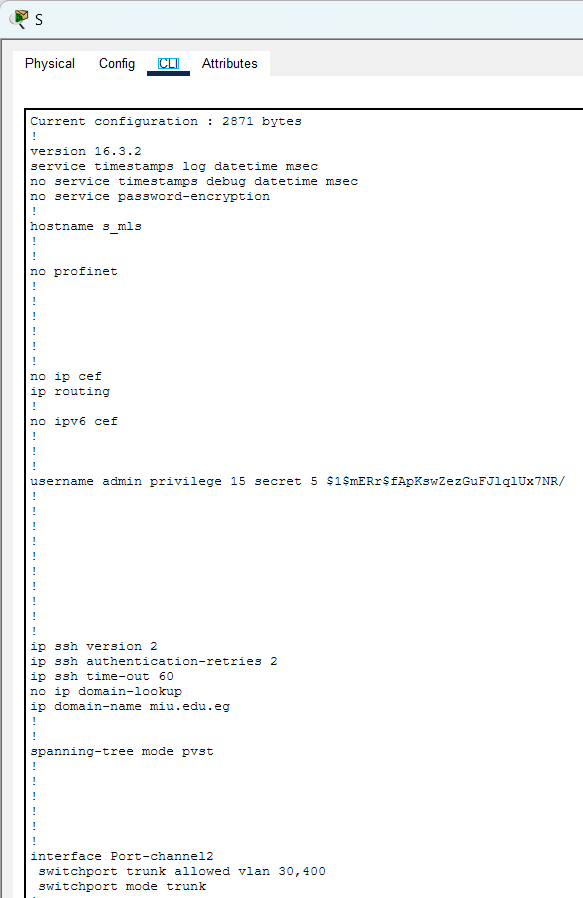 S
Physical Config CLI Attributes
Current configuration : 2871 bytes
!
version 16.3.2
service timestamps log datetime msec
no service timestamps debug datetime msec
no service password-encryption
!
hostname s_mls
!
!
no profinet
!
!
!
!
!
!
no ip cef
ip routing
!
no ipv6 cef
!
!
!
username admin privilege 15 secret 5 $1$mERr$fApKswZezGuFJlqlUx7NR/
!
!
!
!
!
!
!
!
!
!
ip ssh version 2
ip ssh authentication-retries 2
ip ssh time-out 60
no ip domain-lookup
ip domain-name miu.edu.eg
!
!
spanning-tree mode pvst
!
!
!
!
!
!
interface Port-channel2
switchport trunk allowed vlan 30,400
switchport mode trunk